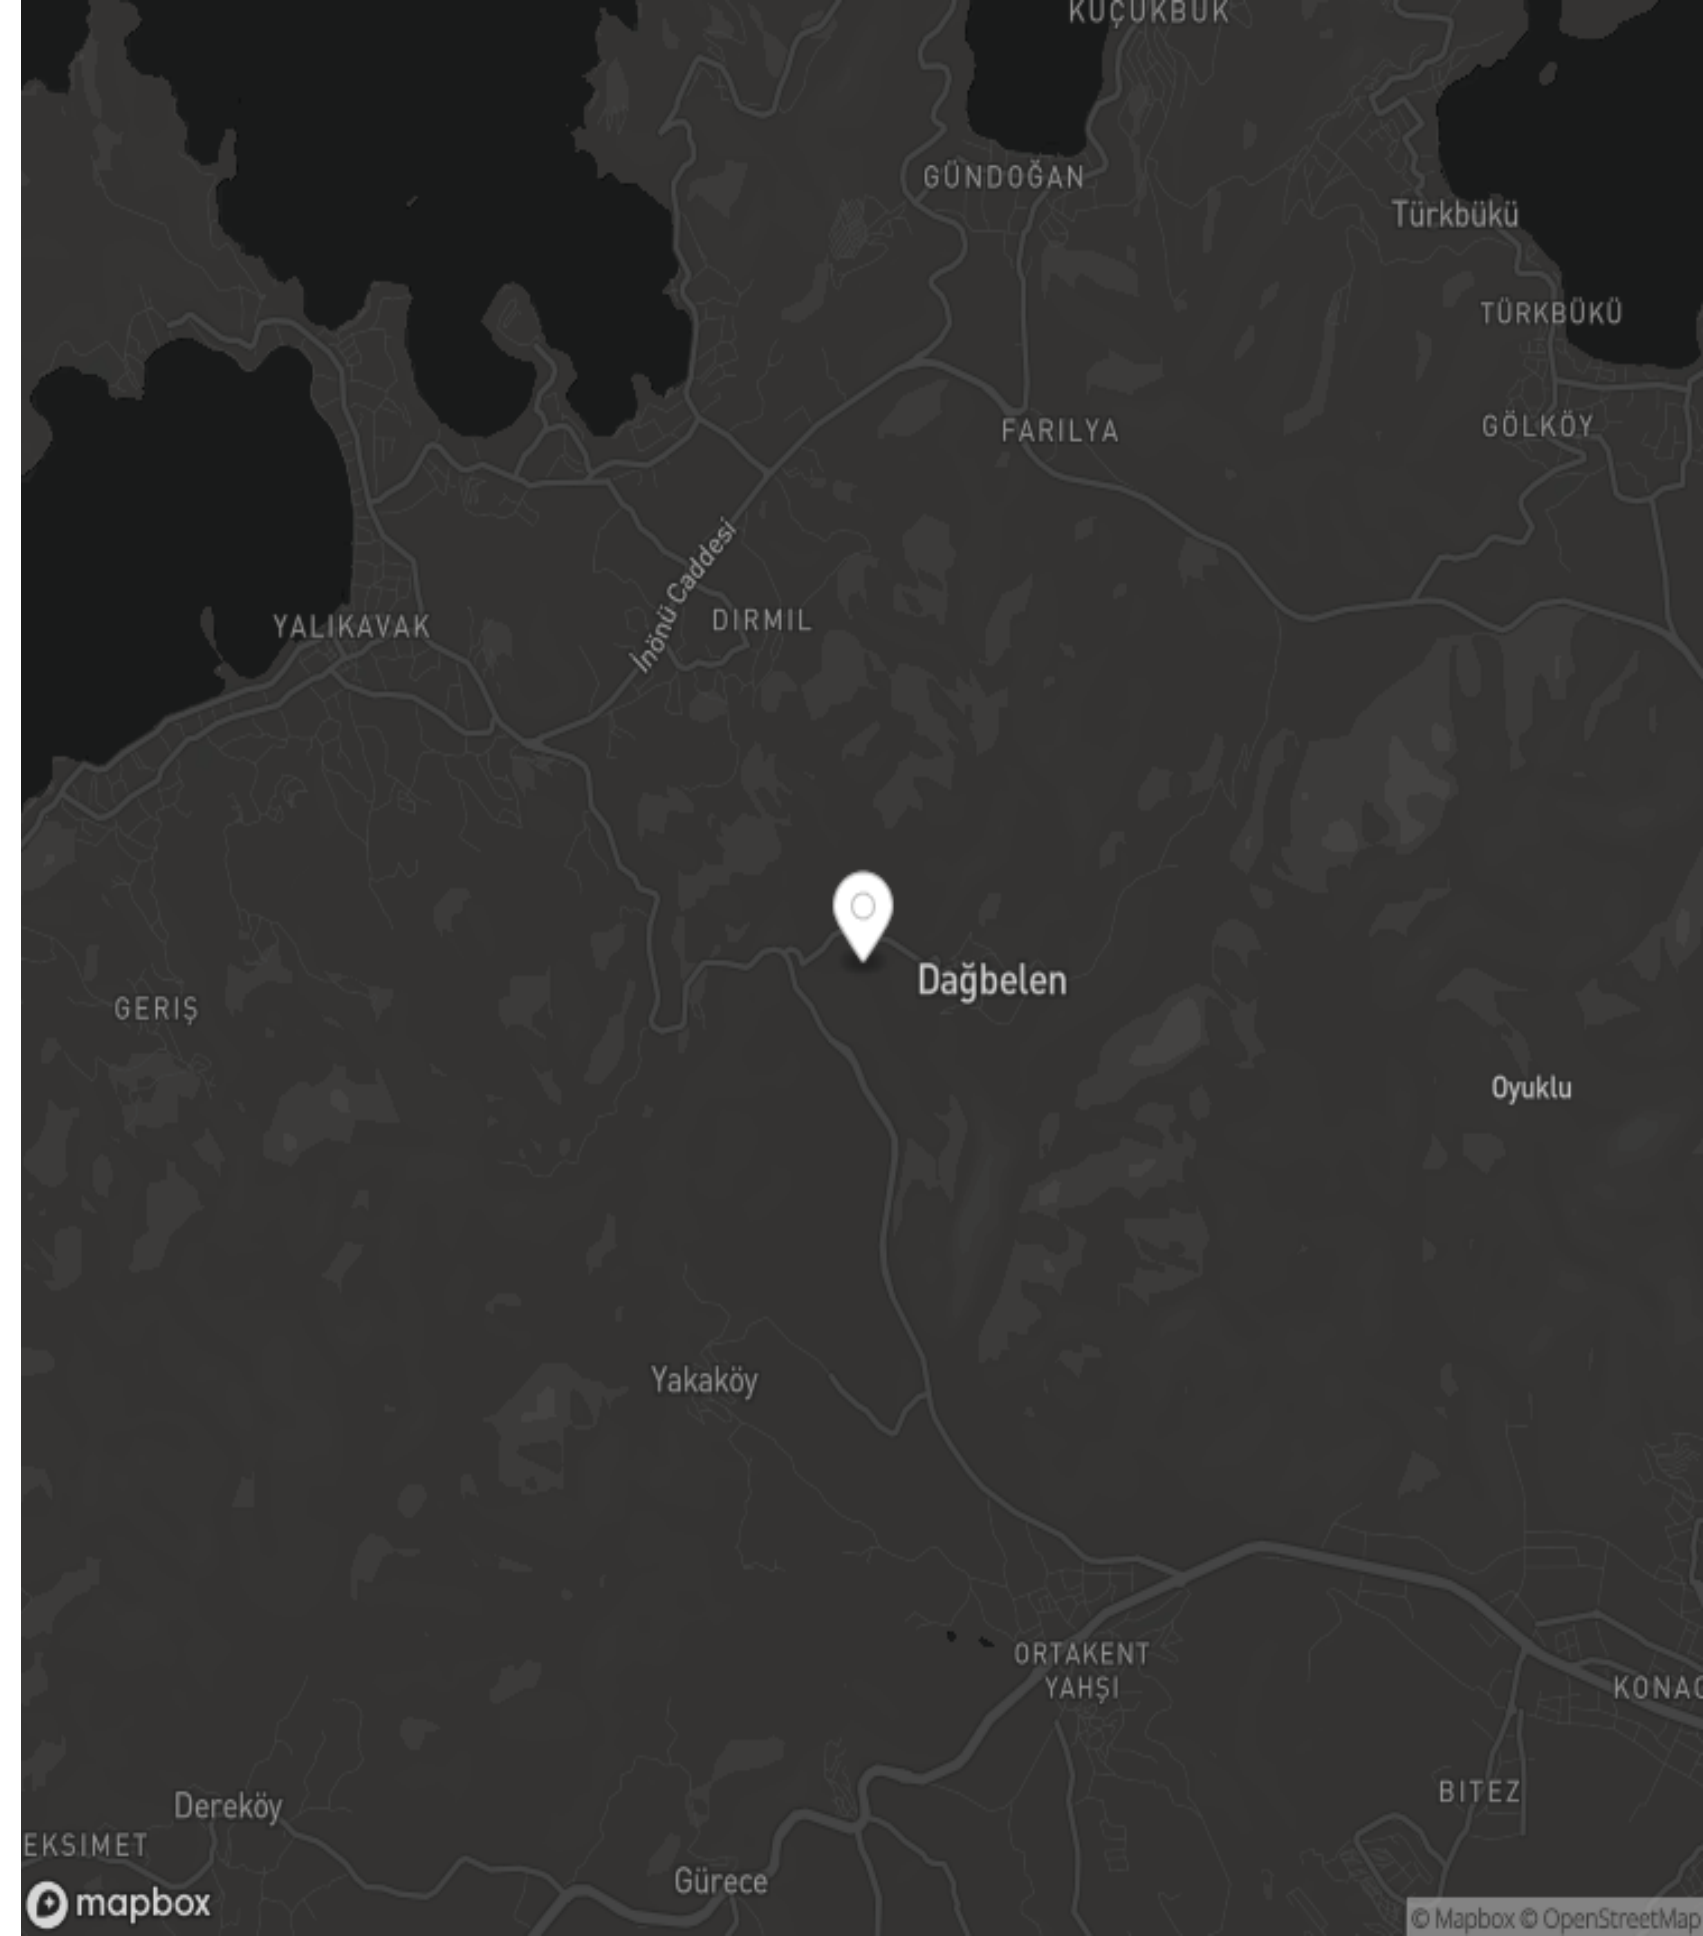 KÜÇÜKBÜK
GÜNDOĞAN
Türkbükü
TÜRKBÜKÜ
GÖLKÖY
FARILYA
İnönü Caddesi
DIRMIL
YALIKAVAK
Dağbelen
GERIŞ
Oyuklu
Yakaköy
ORTAKENT
YAHŞI
KONAC
BITEZ
Dereköy
EKSIMET
Gürece
mapbox
© Mapbox © OpenStreetMap